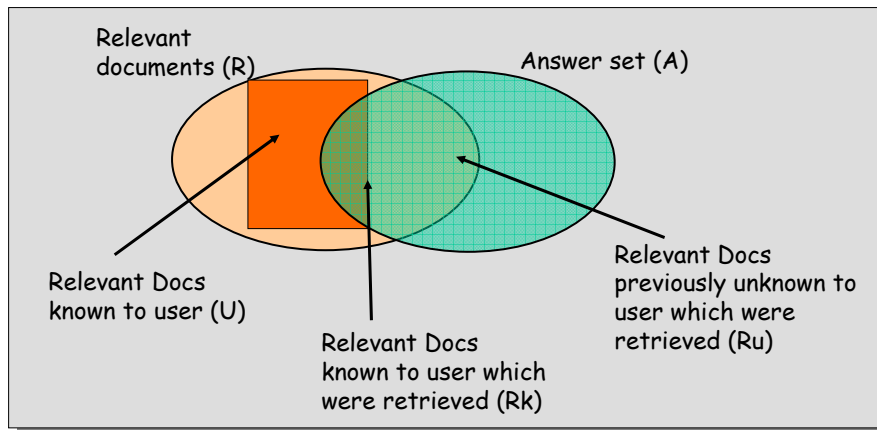 Relevant
documents (R)
Answer set (A)
Relevant Docs
known to user (U)
Relevant Docs
known to user which
were retrieved (Rk)
Relevant Docs
previously unknown to
user which were
retrieved (Ru)